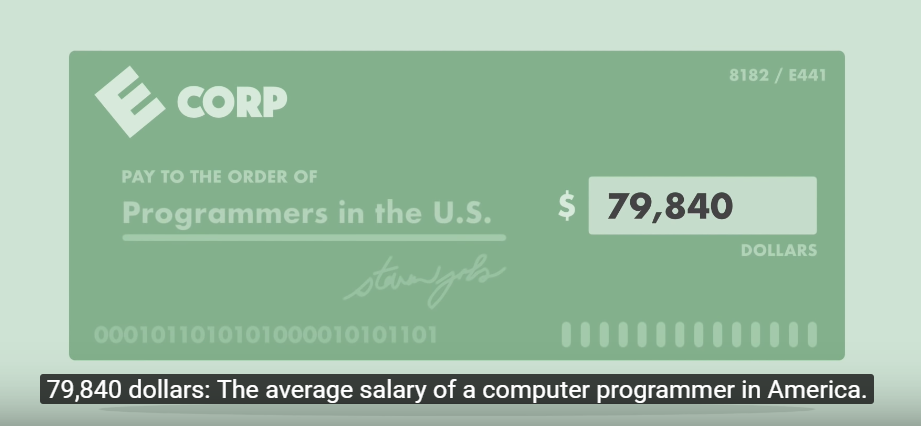 E CORP
8182 / E441
PAY TO THE ORDER OF
Programmers in the U.S.
$ 79,840
DOLLARS
steven jobs
0001011010101000010101101
79,840 dollars: The average salary of a computer programmer in America.